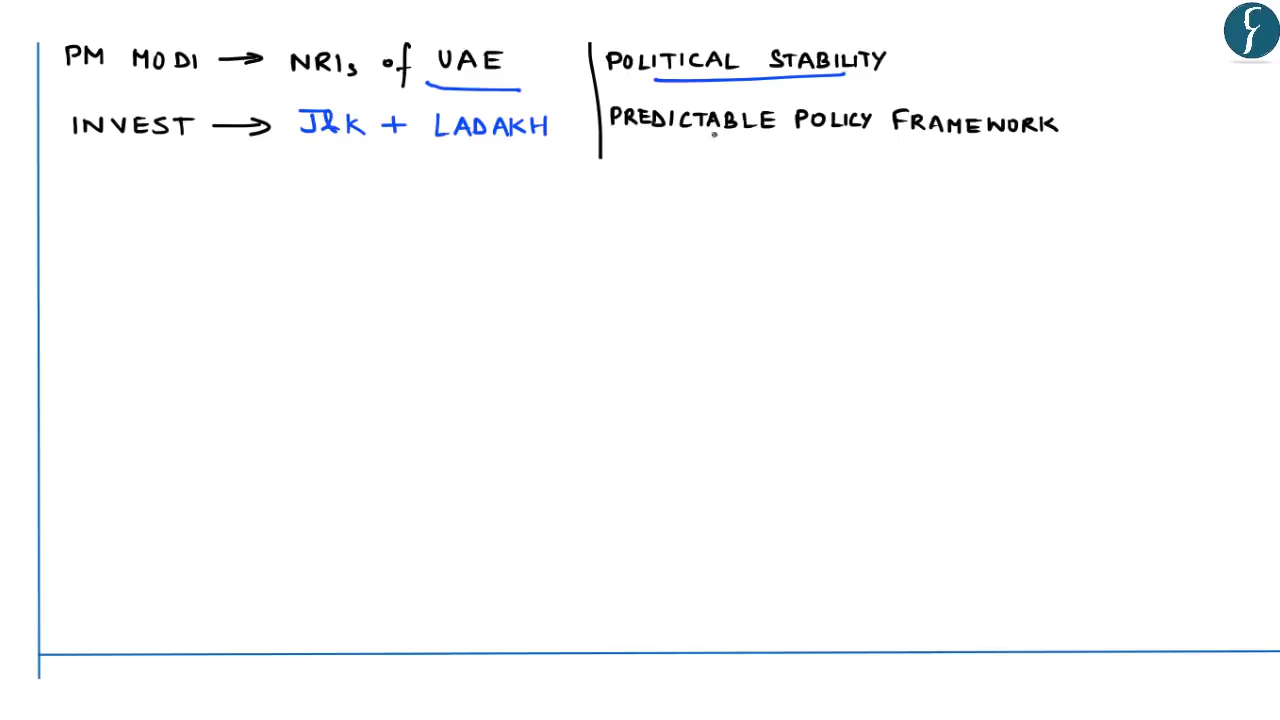 PM MODI → NRIs of UAE
INVEST → J&K + LADAKH
POLITICAL STABILITY
PREDICTABLE POLICY FRAMEWORK